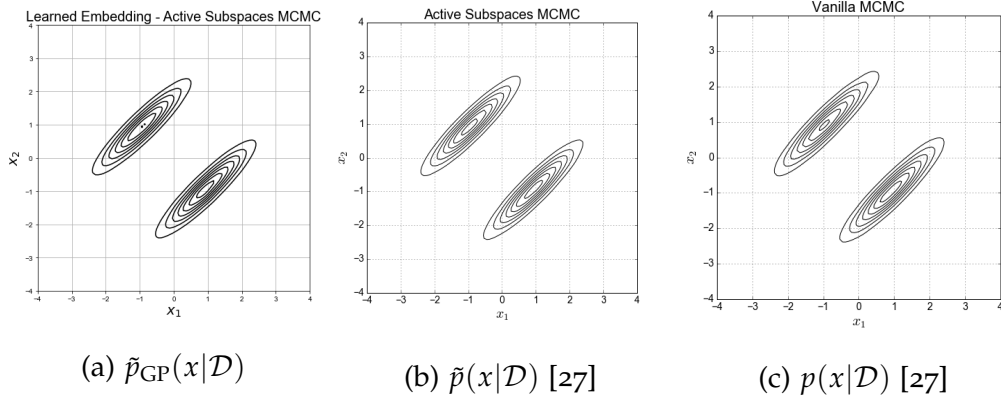 Learned Embedding - Active Subspaces MCMC
4
3
2
1
0
-1
-2
-3
-4
x2
-4 -3 -2 -1 0 1 2 3 4
x1
(a) p̃GP(x|D)
Active Subspaces MCMC
4
3
2
1
0
−1
−2
−3
−4
x2
−4 −3 −2 −1 0 1 2 3 4
x1
(b) p̃(x|D) [27]
Vanilla MCMC
4
3
2
1
0
−1
−2
−3
−4
x2
−4 −3 −2 −1 0 1 2 3 4
x1
(c) p(x|D) [27]